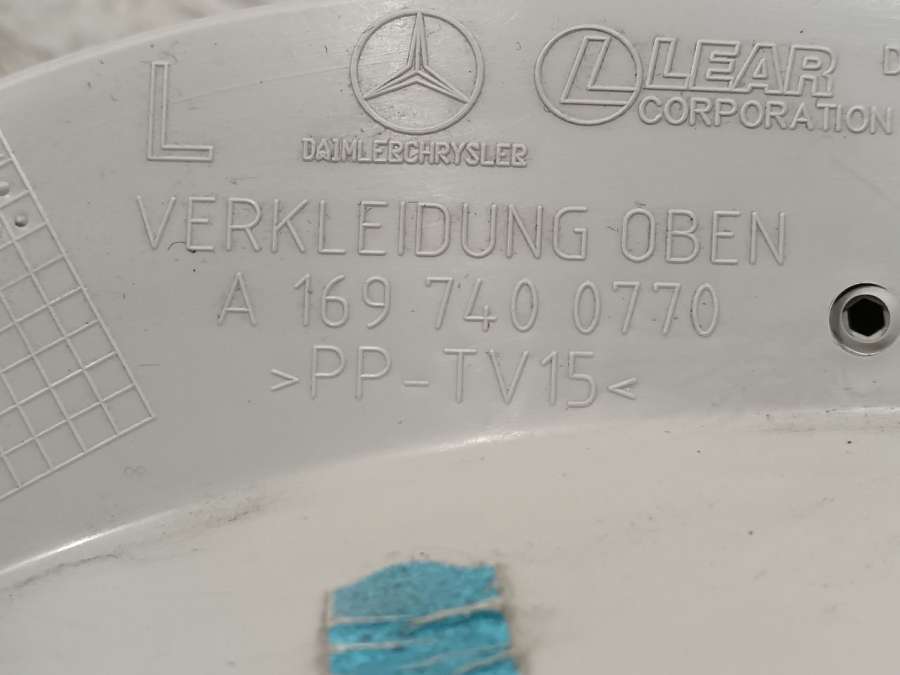 L
DAIMLERCHRYSLER
L LEAR
CORPORATION
VERKLEIDUNG OBEN
A 169 740 0770
>PP-TV15<